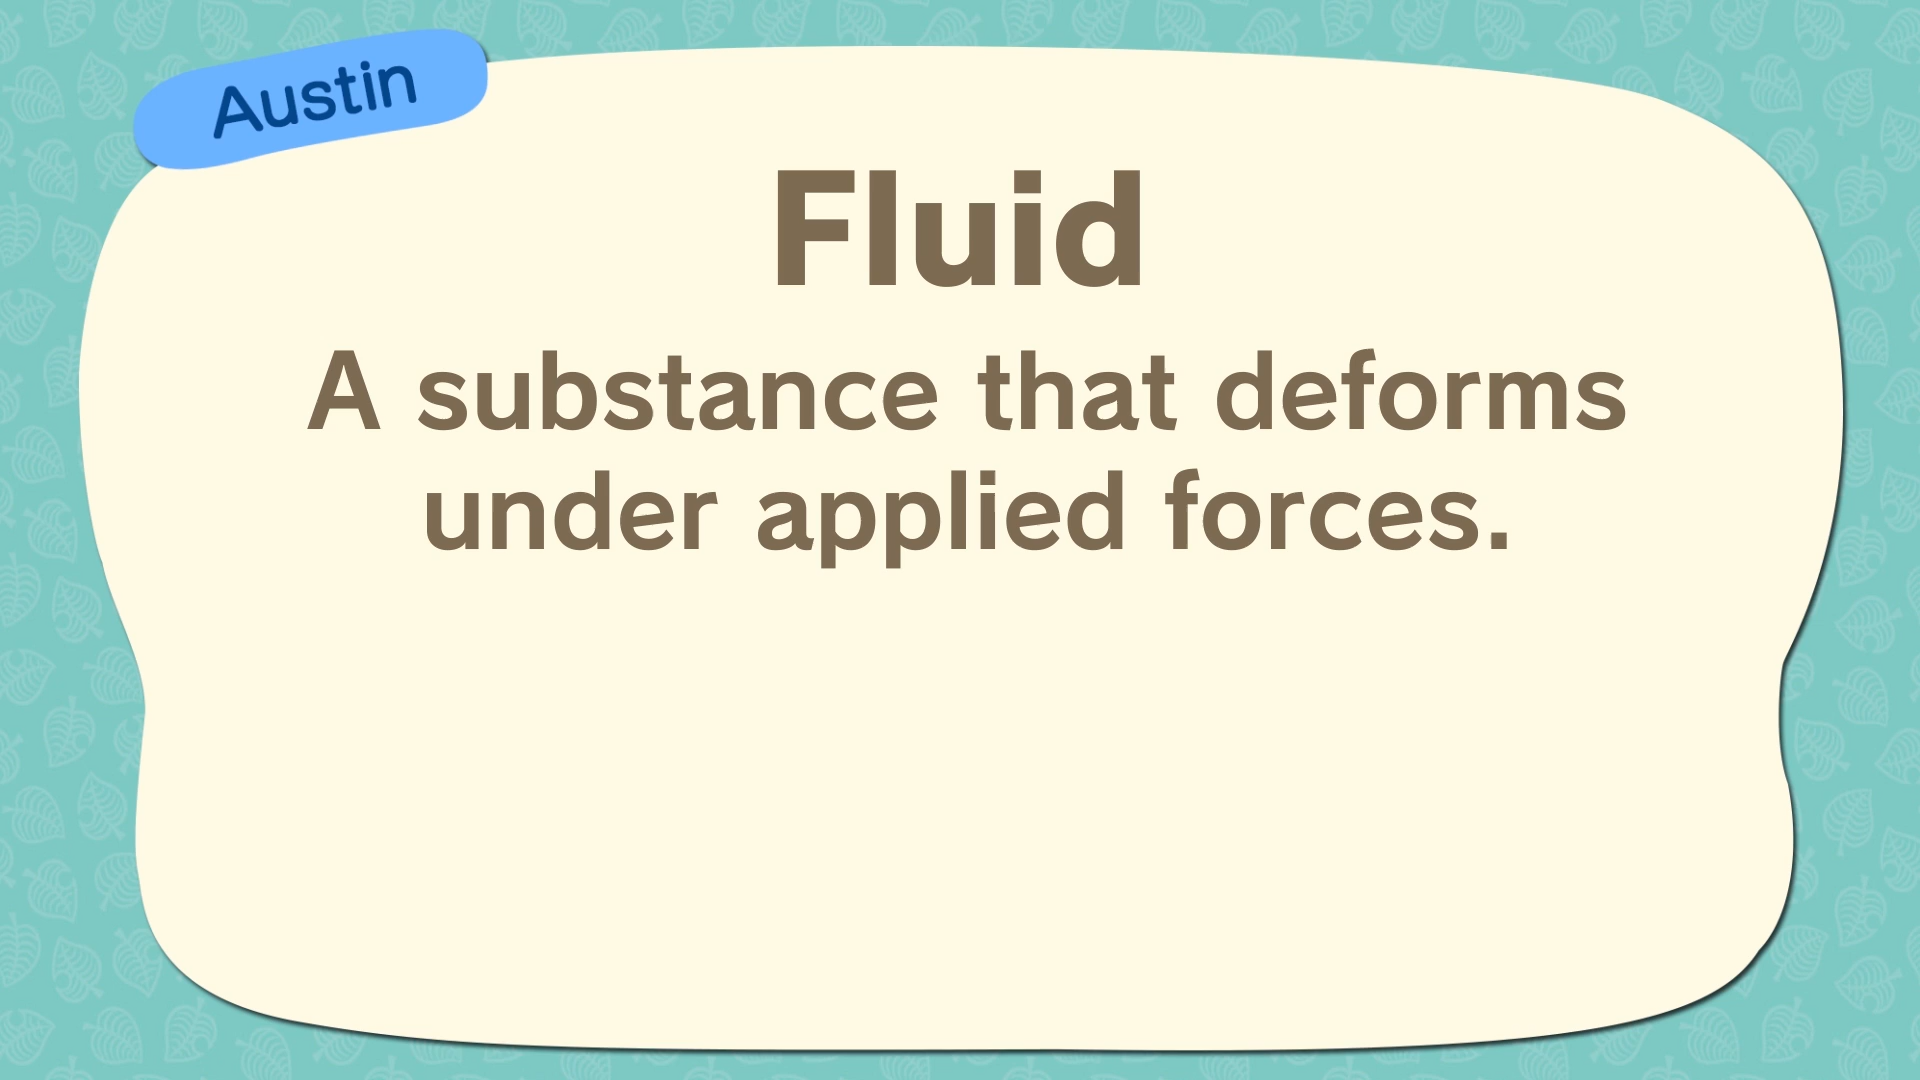 Austin
Fluid
A substance that deforms
under applied forces.